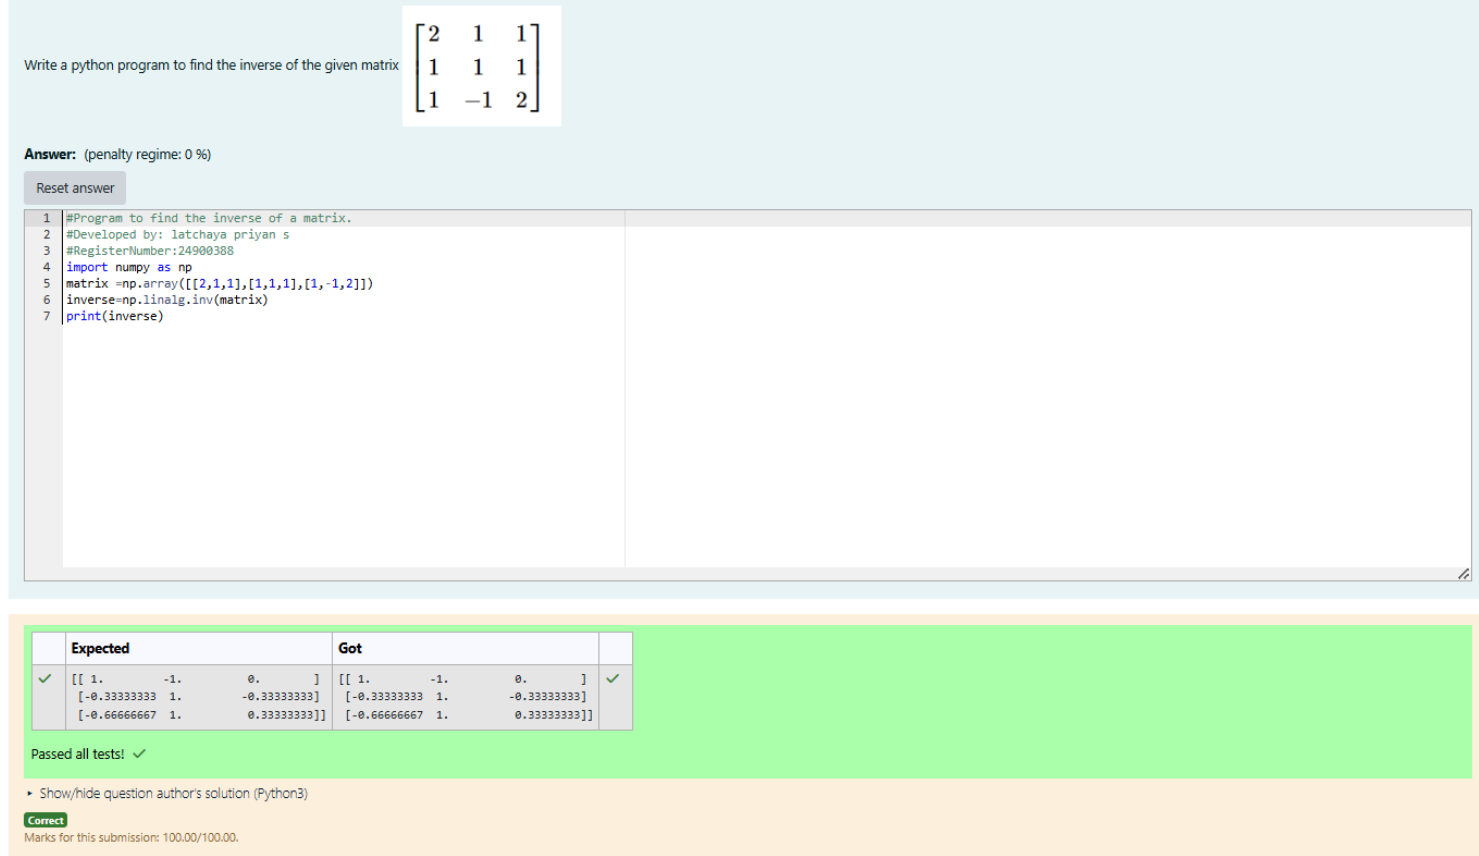 Write a python program to find the inverse of the given matrix
2 1 1
1 1 1
1 −1 2
Answer: (penalty regime: 0 %)
Reset answer
1 #Program to find the inverse of a matrix.
2 #Developed by: latchaya priyan s
3 #RegisterNumber:24900388
4 import numpy as np
5 matrix =np.array([[2,1,1],[1,1,1],[1,-1,2]])
6 inverse=np.linalg.inv(matrix)
7 print(inverse)
Expected Got
[[ 1. -1. 0. ] [[ 1. -1. 0. ]
[-0.33333333 1. -0.33333333] [-0.33333333 1. -0.33333333]
[-0.66666667 1. 0.33333333]] [-0.66666667 1. 0.33333333]]
Passed all tests!
Show/hide question author's solution (Python3)
Correct
Marks for this submission: 100.00/100.00.